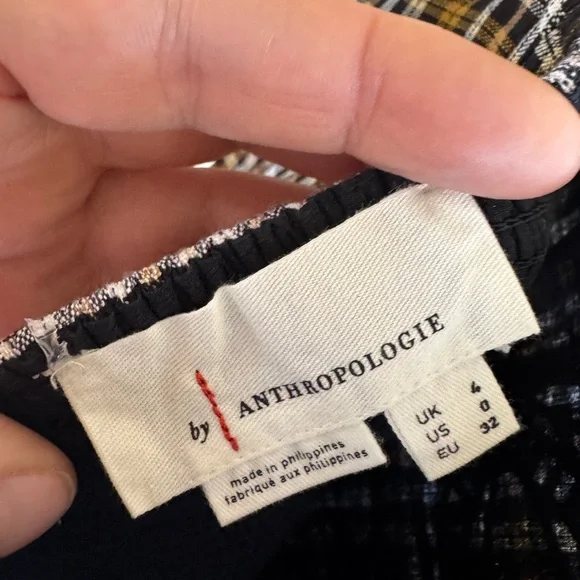 by ANTHROPOLOGIE
made in philippines
fabriqué aux philippines
UK 4
US 0
EU 32